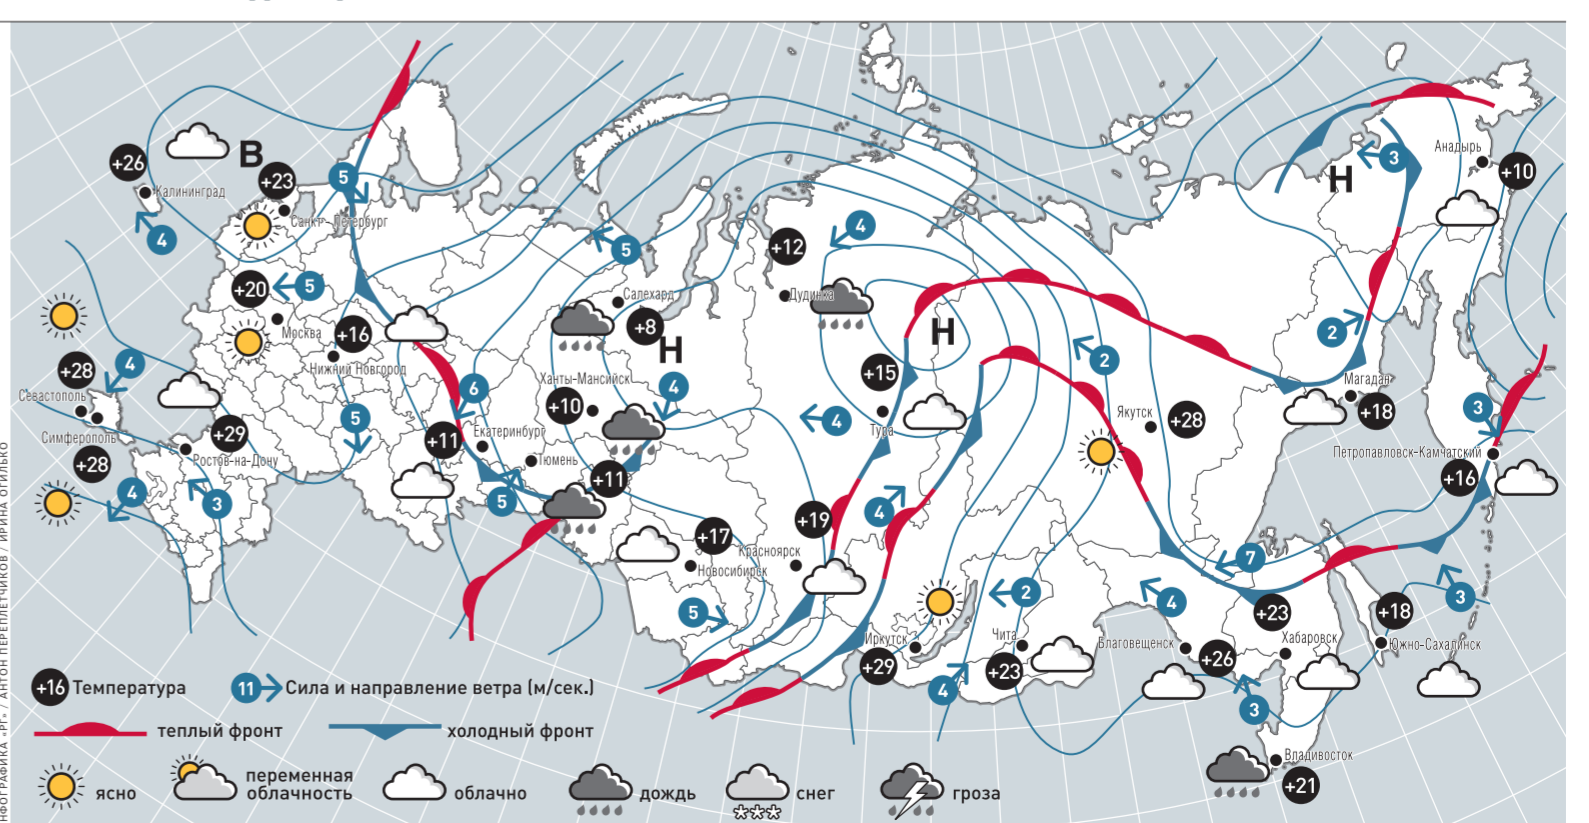 +26
Калининград
4
В
+23
Санкт-Петербург
5
5
+20
5
Москва
+16
Нижний Новгород
+28
4
Севастополь
Симферополь
+28
4
+29
Ростов-на-Дону
3
5
6
+11
Екатеринбург
Тюмень
5
+11
Салехард
+8
Н
Ханты-Мансийск
+10
4
+12
Дудинка
4
Н
+15
Тура
4
+19
4
+17
Красноярск
Новосибирск
5
2
Якутск
+28
Н
3
Анадырь
+10
2
Магадан
+18
3
Петропавловск-Камчатский
+16
7
3
2
4
+23
+18
Иркутск
+29
Чита
+23
4
Благовещенск
+26
Хабаровск
Южно-Сахалинск
3
Владивосток
+21
+16 Температура
11 Сила и направление ветра (м/сек.)
теплый фронт
холодный фронт
ясно
переменная
облачность
облачно
дождь
снег
гроза
НФОГРАФИКА «РГ» / АНТОН ПЕРЕПЛЕТЧИКОВ / ИРИНА ОГИЛЬКО